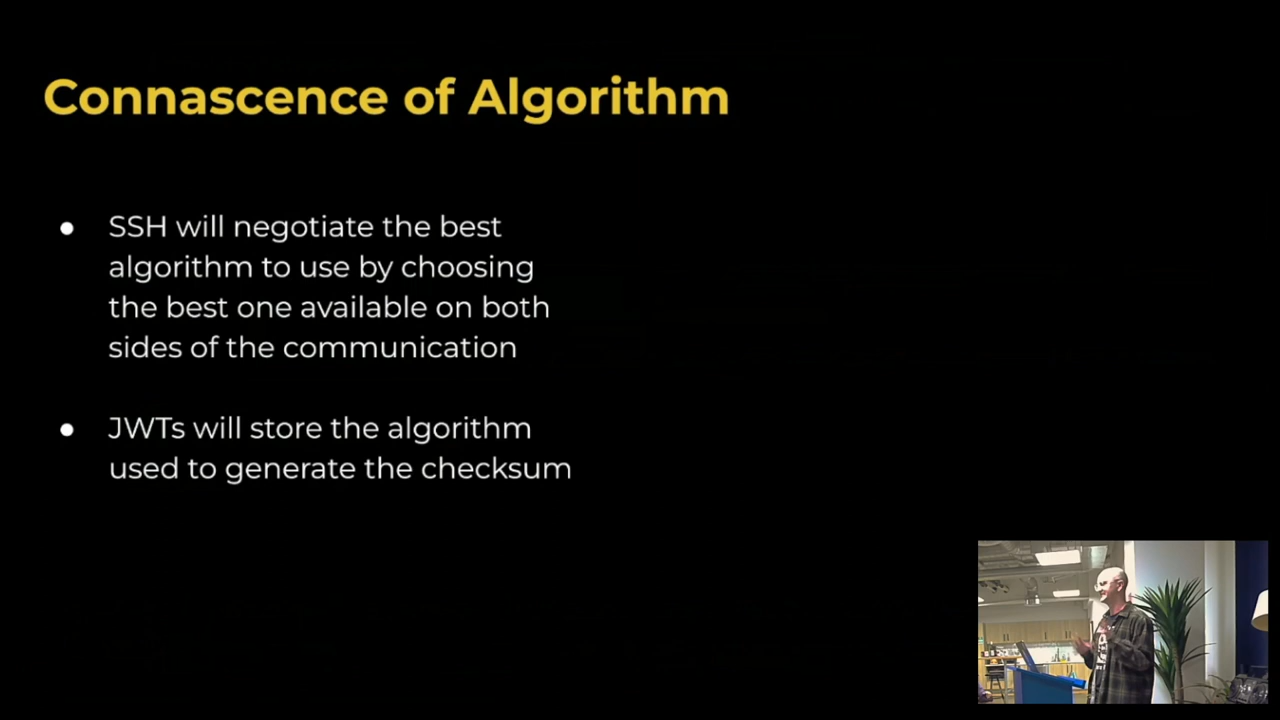 Connascence of Algorithm
● SSH will negotiate the best
algorithm to use by choosing
the best one available on both
sides of the communication
● JWTs will store the algorithm
used to generate the checksum